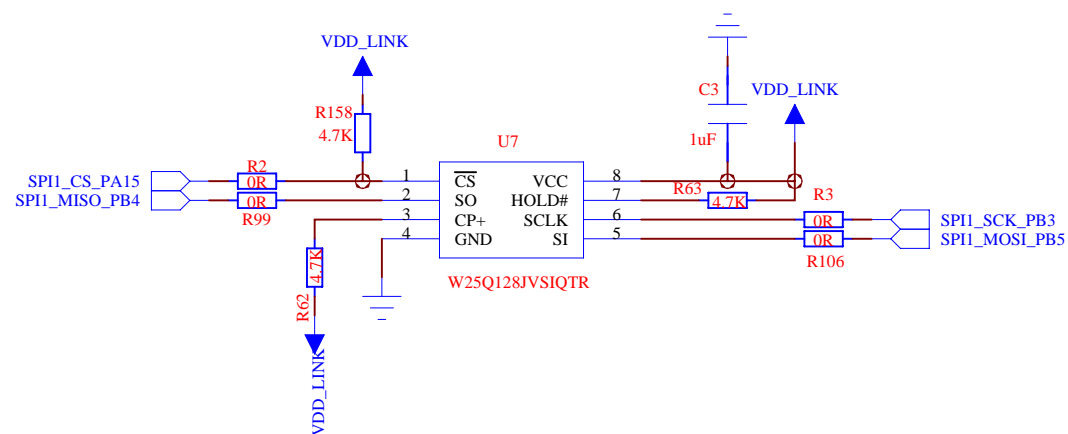 VDD_LINK
C3
VDD_LINK
R158
4.7K
1uF
U7
SPI1_CS_PA15
R2
0R
1
CS
VCC
8
SPI1_MISO_PB4
0R
R99
2
SO
HOLD#
7
R63
4.7K
R3
3
CP+
SCLK
6
0R
SPI1_SCK_PB3
4
GND
SI
5
0R
SPI1_MOSI_PB5
R106
4.7K
R62
W25Q128JVSIQTR
VDD_LINK